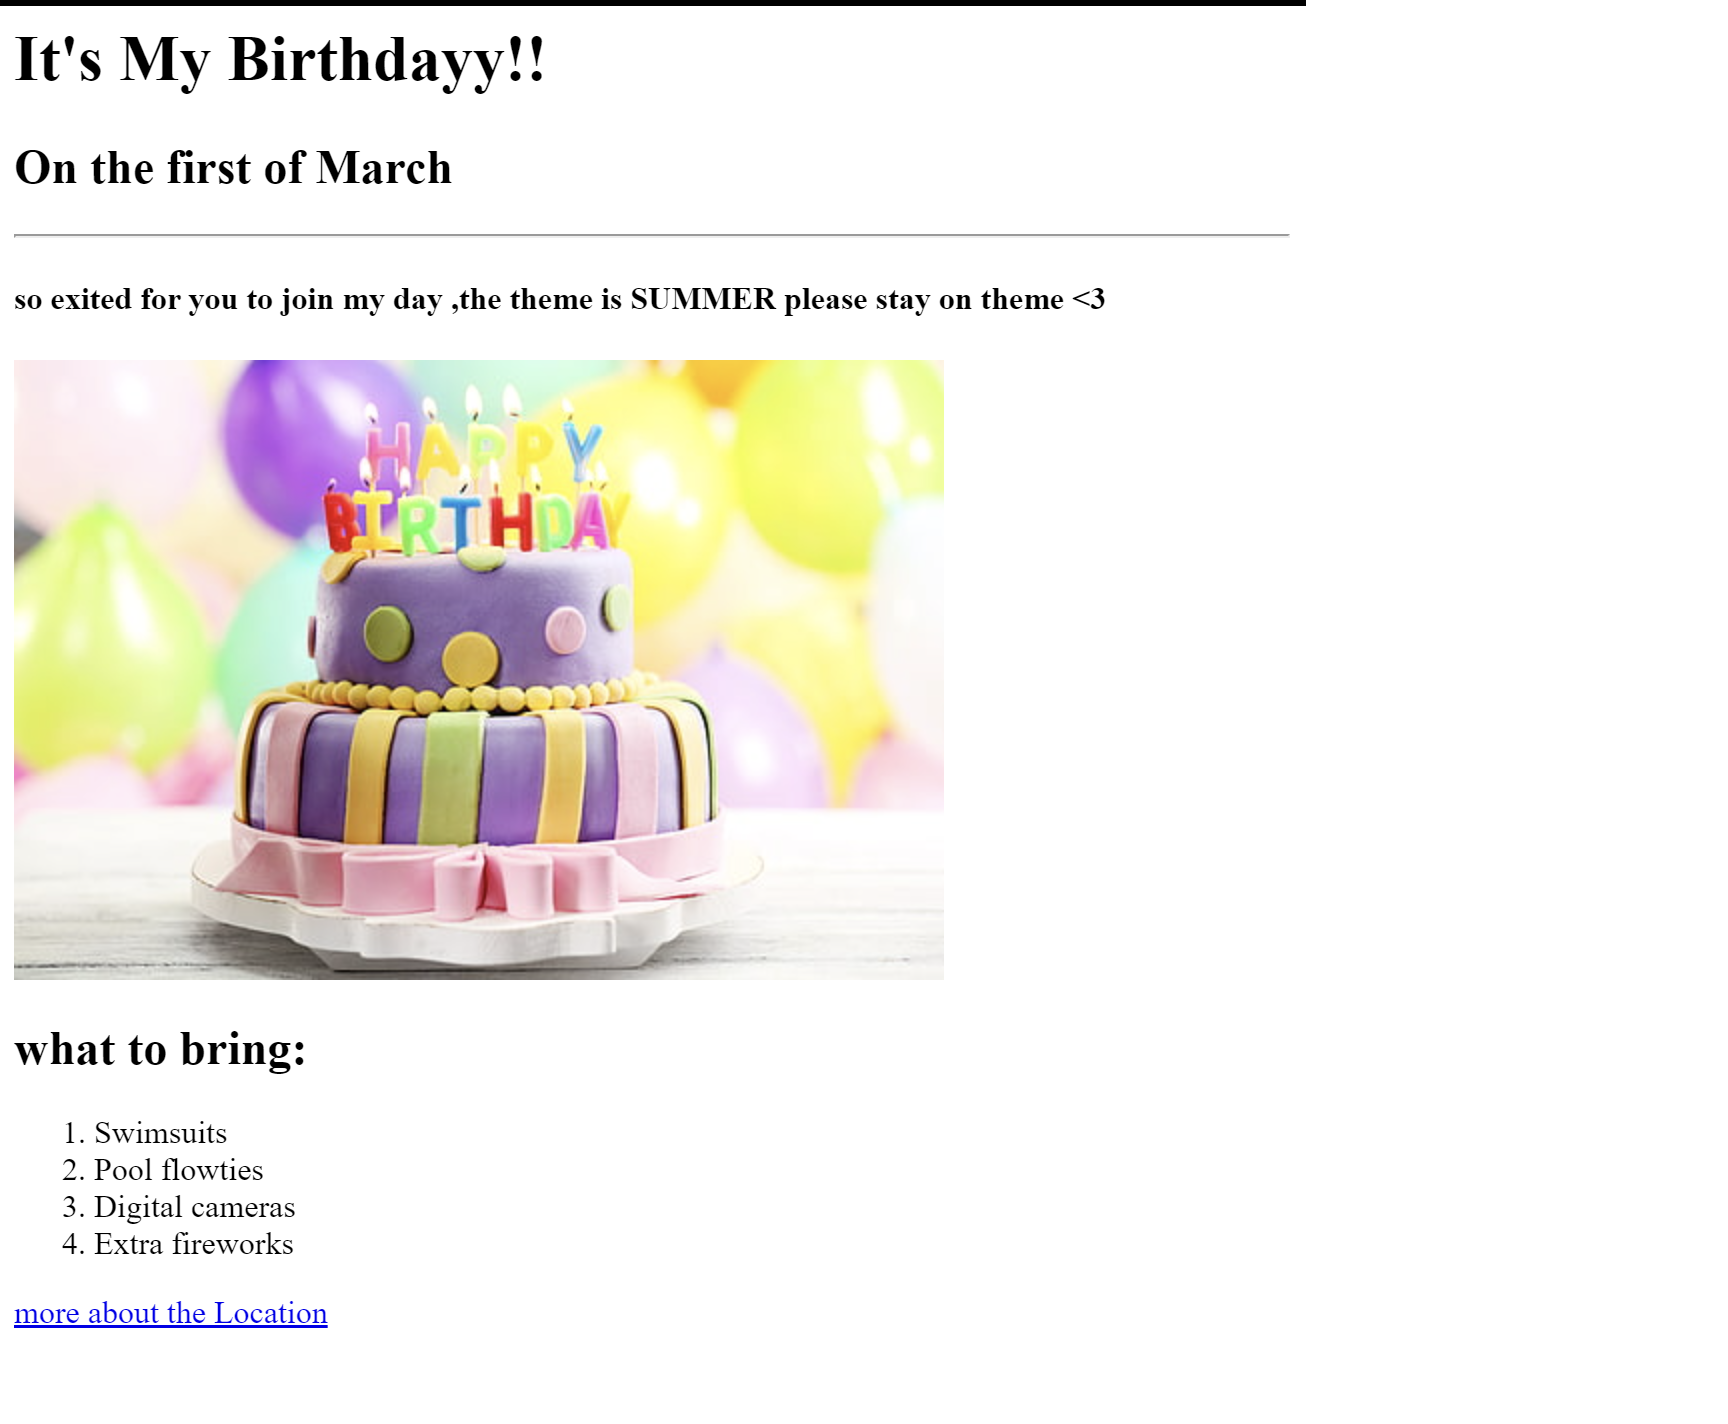 It's My Birthdayy!!
On the first of March
so exited for you to join my day ,the theme is SUMMER please stay on theme <3
HAPPY
BIRTHDAY
what to bring:
1. Swimsuits
2. Pool flowties
3. Digital cameras
4. Extra fireworks
more about the Location